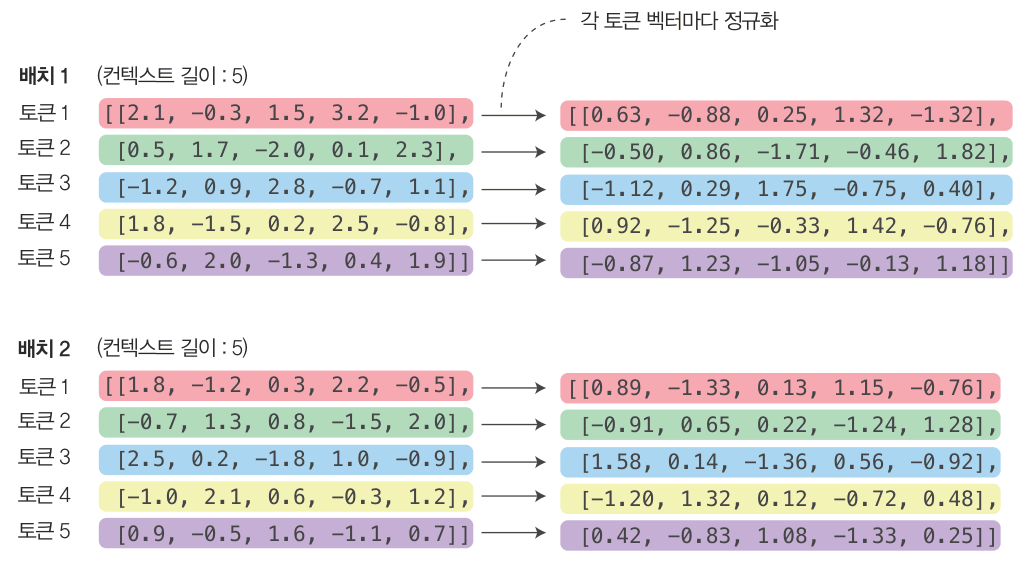 각 토큰 벡터마다 정규화
배치 1 (컨텍스트 길이 : 5)
토큰 1 [[2.1, -0.3, 1.5, 3.2, -1.0], [[0.63, -0.88, 0.25, 1.32, -1.32],
토큰 2 [0.5, 1.7, -2.0, 0.1, 2.3], [-0.50, 0.86, -1.71, -0.46, 1.82],
토큰 3 [-1.2, 0.9, 2.8, -0.7, 1.1], [-1.12, 0.29, 1.75, -0.75, 0.40],
토큰 4 [1.8, -1.5, 0.2, 2.5, -0.8], [0.92, -1.25, -0.33, 1.42, -0.76],
토큰 5 [-0.6, 2.0, -1.3, 0.4, 1.9]] [-0.87, 1.23, -1.05, -0.13, 1.18]]
배치 2 (컨텍스트 길이 : 5)
토큰 1 [[1.8, -1.2, 0.3, 2.2, -0.5], [[0.89, -1.33, 0.13, 1.15, -0.76],
토큰 2 [-0.7, 1.3, 0.8, -1.5, 2.0], [-0.91, 0.65, 0.22, -1.24, 1.28],
토큰 3 [2.5, 0.2, -1.8, 1.0, -0.9], [1.58, 0.14, -1.36, 0.56, -0.92],
토큰 4 [-1.0, 2.1, 0.6, -0.3, 1.2], [-1.20, 1.32, 0.12, -0.72, 0.48],
토큰 5 [0.9, -0.5, 1.6, -1.1, 0.7]] [0.42, -0.83, 1.08, -1.33, 0.25]]